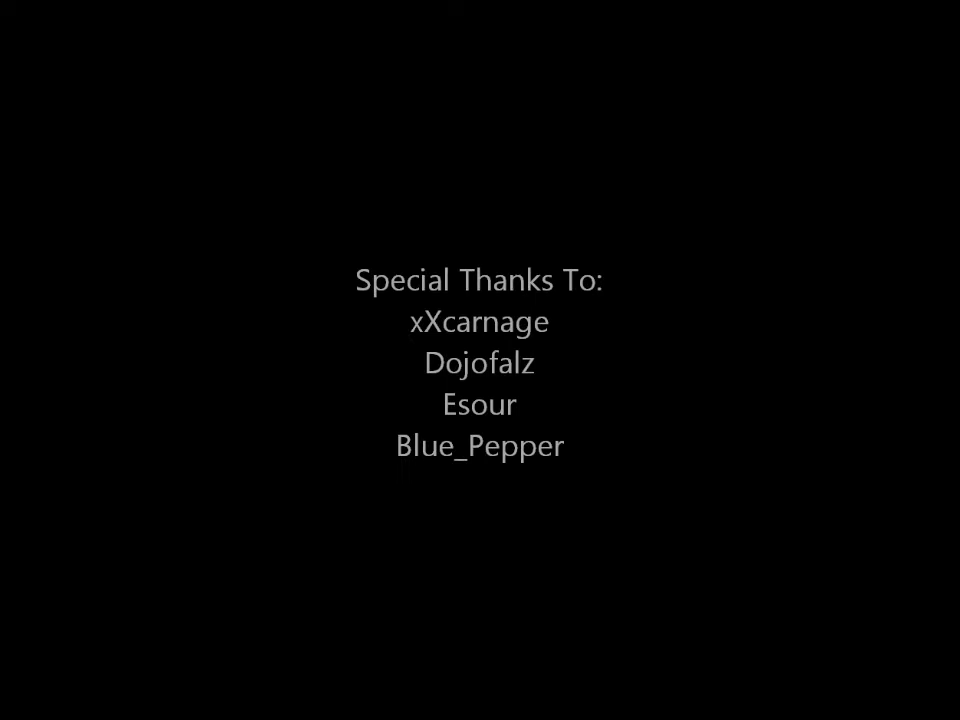 Special Thanks To:
xXcarnage
Dojofalz
Esour
Blue_Pepper